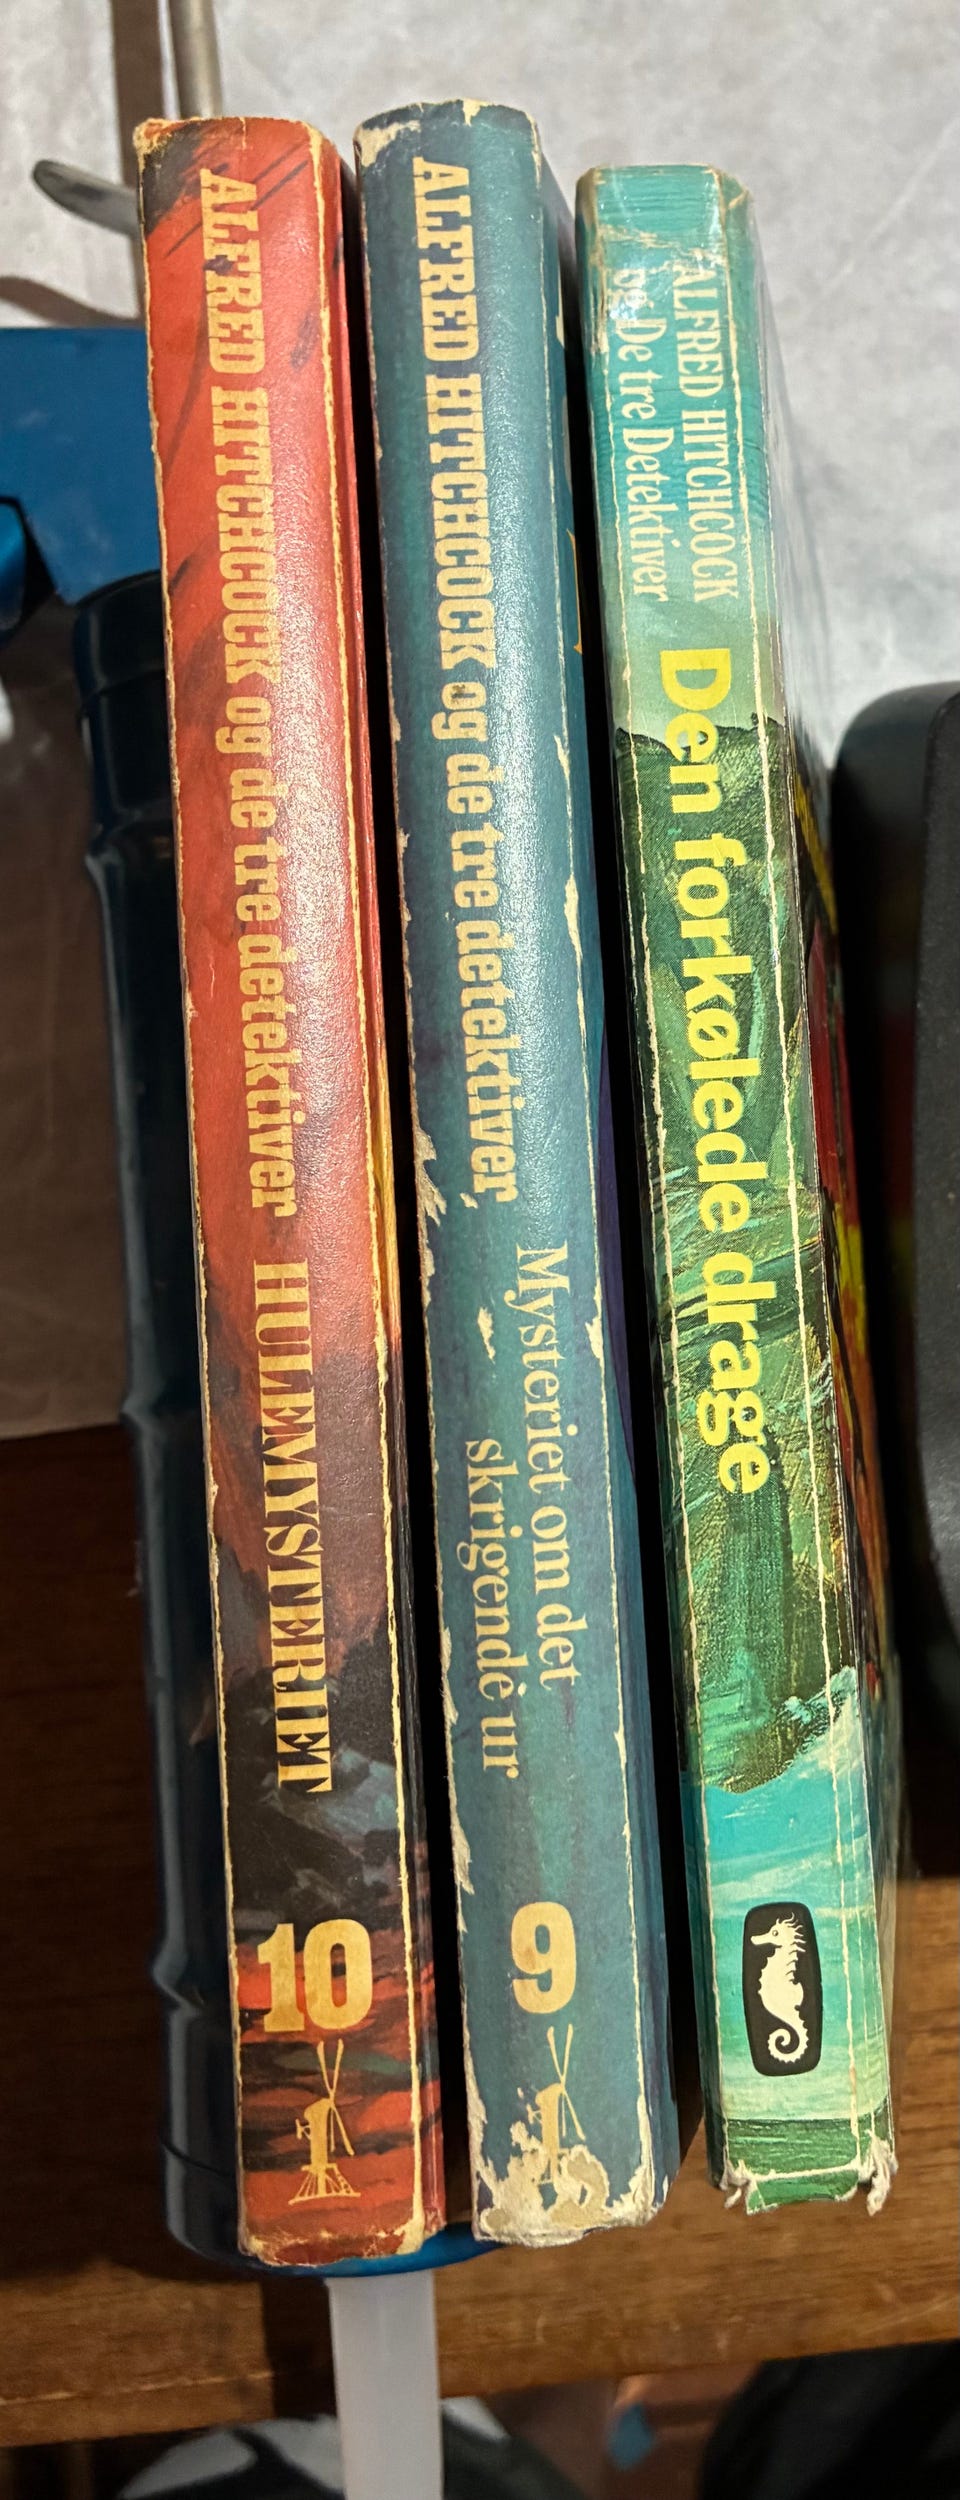 ALFRED HITCHCOCK og de tre detektiver HULEMYSTERIET 10
ALFRED HITCHCOCK og de tre detektiver,
Mysteriet om det
skrigende ur
9
ALFRED HITCHCOCK
og De tre Detektiver
Den forkølede drage